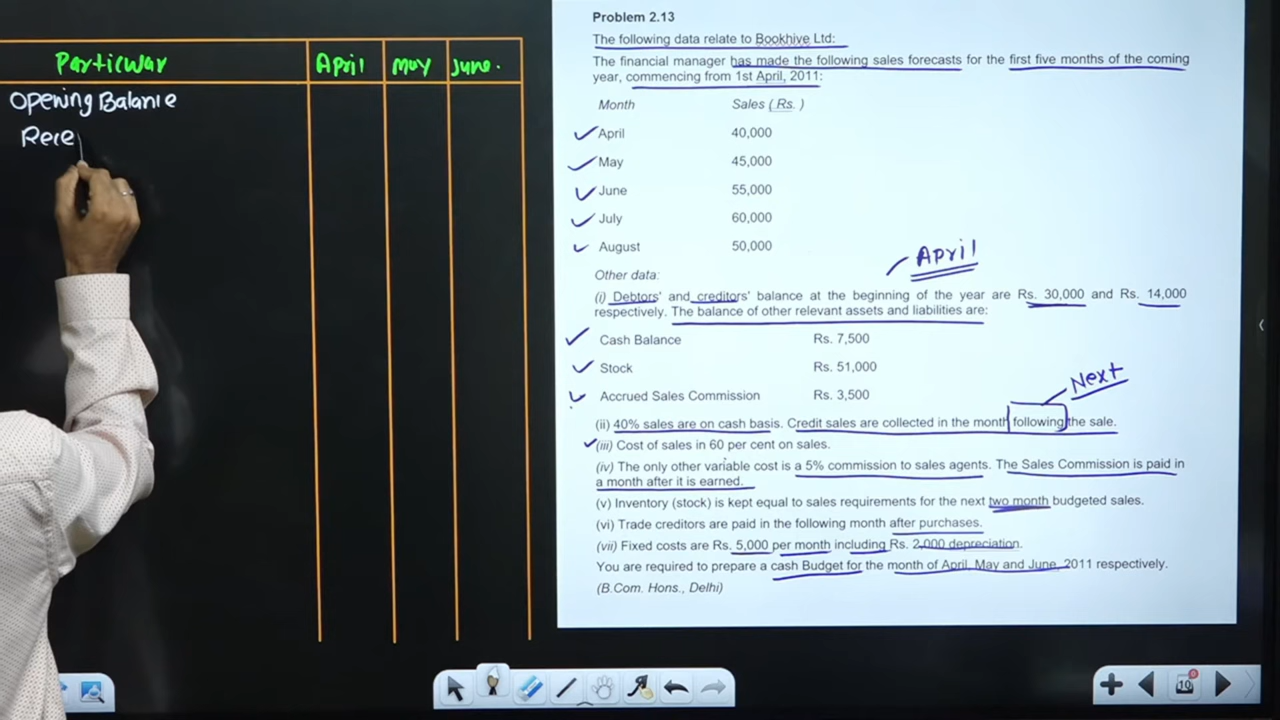 Particular April May June.
Opening Balance
Rece
Problem 2.13
The following data relate to Bookhive Ltd:
The financial manager has made the following sales forecasts for the first five months of the coming
year, commencing from 1st April, 2011:
Month Sales ( Rs. )
April 40,000
May 45,000
June 55,000
July 60,000
August 50,000
April
Other data:
(i) Debtors' and creditors' balance at the beginning of the year are Rs. 30,000 and Rs. 14,000
respectively. The balance of other relevant assets and liabilities are:
Cash Balance Rs. 7,500
Stock Rs. 51,000
Next
Accrued Sales Commission Rs. 3,500
(ii) 40% sales are on cash basis. Credit sales are collected in the month following the sale.
(iii) Cost of sales in 60 per cent on sales.
(iv) The only other variable cost is a 5% commission to sales agents. The Sales Commission is paid in
a month after it is earned.
(v) Inventory (stock) is kept equal to sales requirements for the next two month budgeted sales.
(vi) Trade creditors are paid in the following month after purchases.
(vii) Fixed costs are Rs. 5,000 per month including Rs. 2,000 depreciation.
You are required to prepare a cash Budget for the month of April, May and June, 2011 respectively.
(B.Com. Hons., Delhi)
10